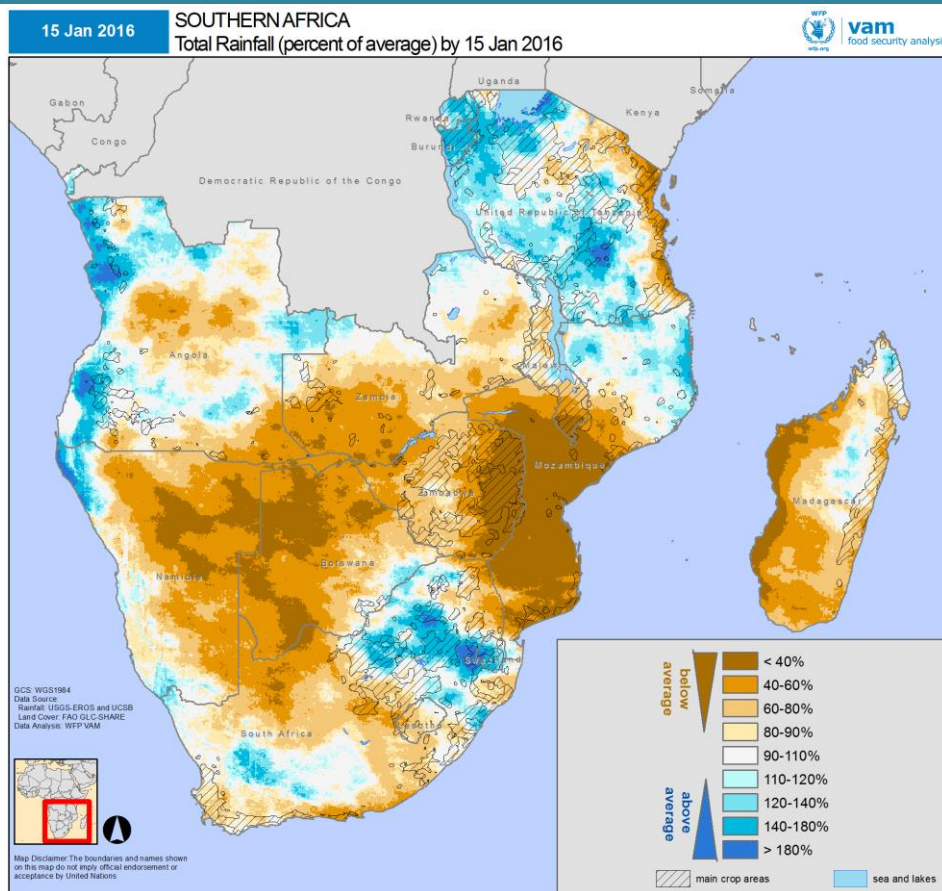 15 Jan 2016
SOUTHERN AFRICA
Total Rainfall (percent of average) by 15 Jan 2016
WFP
wfp.org
vam
food security analysis
Gabon
Congo
Uganda
Kenya
Somalia
Rwanda
Burundi
Democratic Republic of the Congo
United Republic of Tanzania
Angola
Zambia
Malawi
Mozambique
Zimbabwe
Madagascar
Namibia
Botswana
Swaziland
Lesotho
South Africa
GCS: WGS1984
Data Source:
Rainfall: USGS-EROS and UCSB
Land Cover: FAO GLC-SHARE
Data Analysis: WFP VAM
Map Disclaimer:The boundaries and names shown
on this map do not imply official endorsement or
acceptance by United Nations
below
average
above
average
< 40%
40-60%
60-80%
80-90%
90-110%
110-120%
120-140%
140-180%
> 180%
main crop areas
sea and lakes